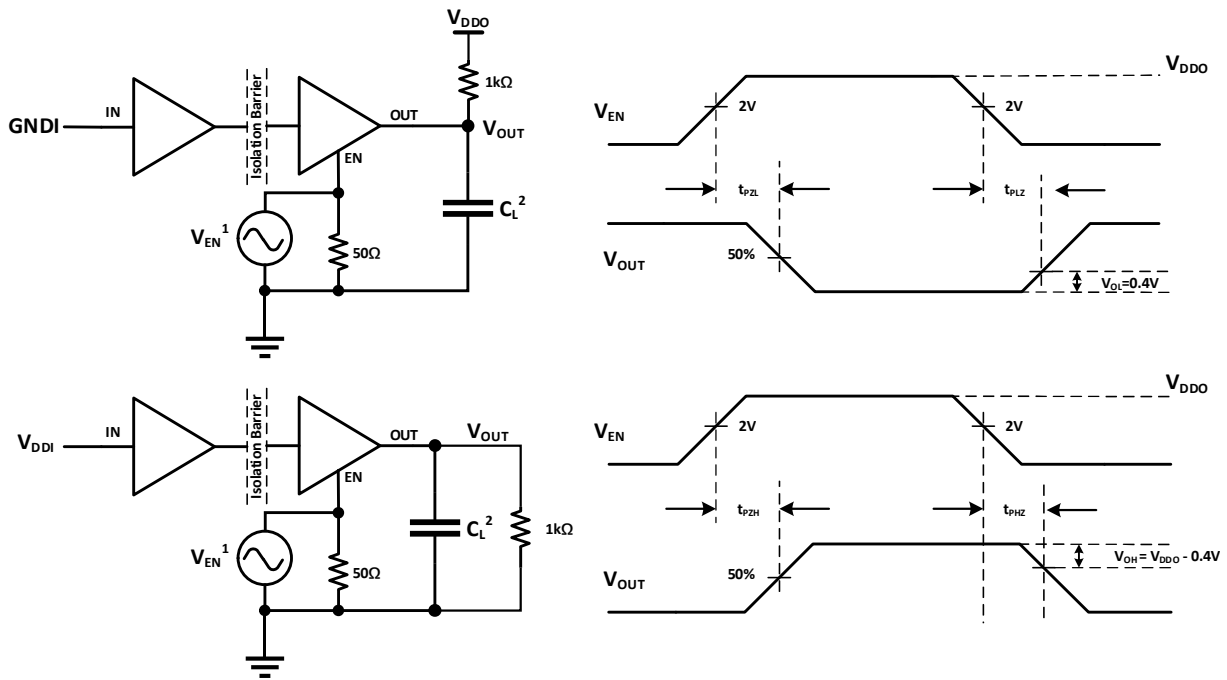 VDDO
1kΩ
IN
Isolation Barrier
OUT
GNDI
VOUT
EN
CL2
VEN1
50Ω
VDDO
VEN
2V
2V
tPZL
tPLZ
VOUT
50%
VOL=0.4V
IN
Isolation Barrier
OUT
VOUT
VDDI
EN
CL2
1kΩ
VEN1
50Ω
VDDO
VEN
2V
2V
tPZH
tPHZ
VOUT
50%
VOH = VDDO - 0.4V